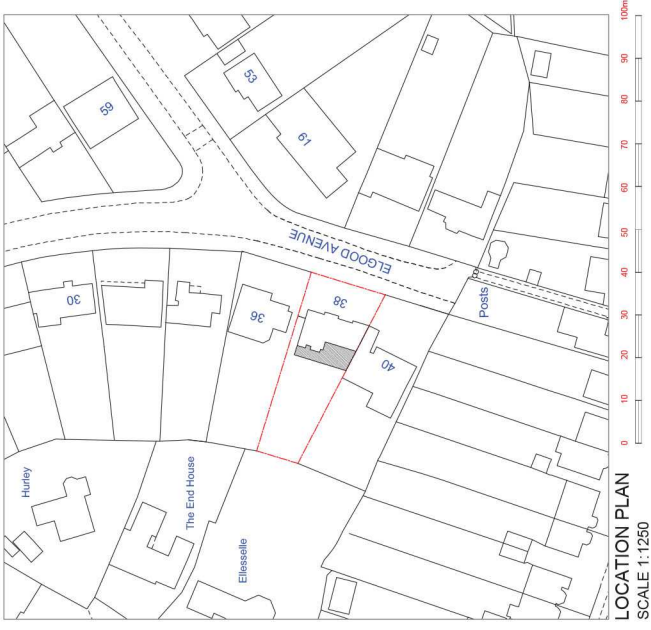 59
53
61
30
36
38
40
ELGOOD AVENUE
Posts
Hurley
The End House
Ellesselle
0
10
20
30
40
50
60
70
80
90
100m
LOCATION PLAN
SCALE 1:1250